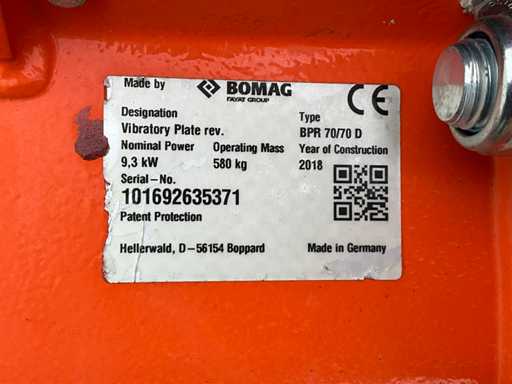 Made by BOMAG CE
FAYAT GROUP
Designation Type
Vibratory Plate rev. BPR 70/70 D
Nominal Power Operating Mass Year of Construction
9,3 kW 580 kg 2018
Serial-No.
101692635371
Patent Protection
Hellerwald, D-56154 Boppard Made in Germany